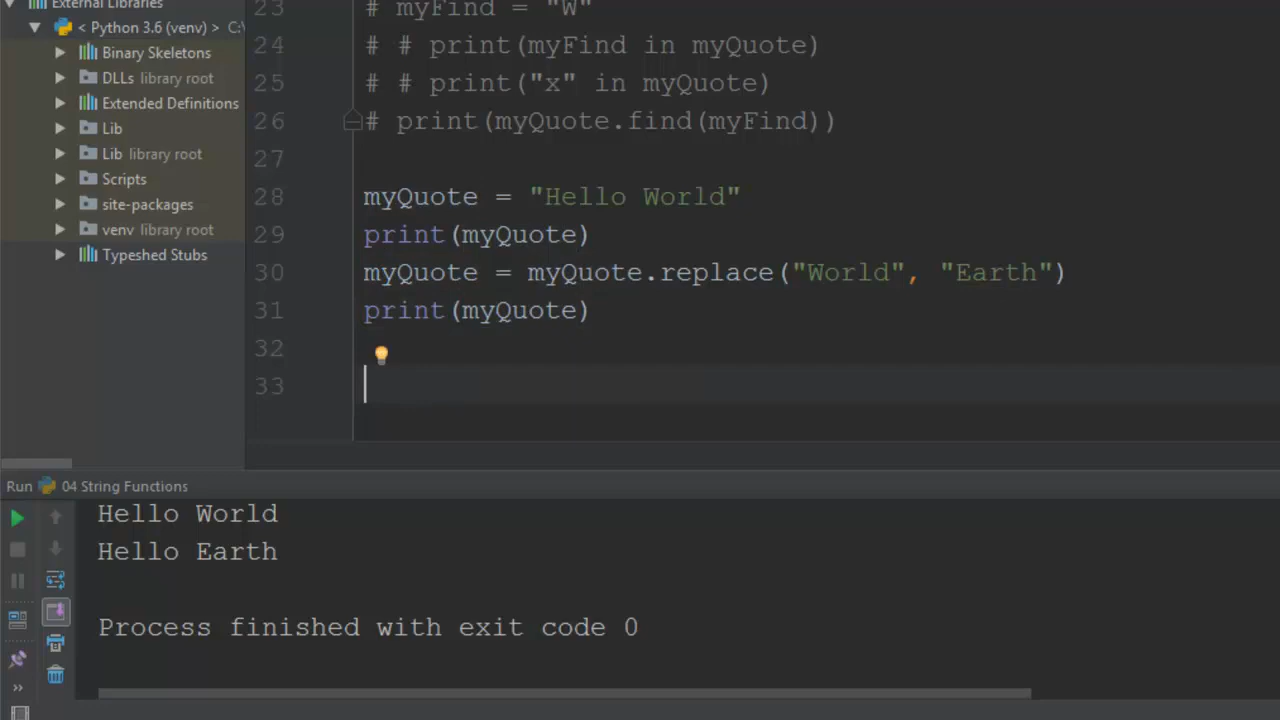 External Libraries
< Python 3.6 (venv) > C:\
Binary Skeletons
DLLs library root
Extended Definitions
Lib
Lib library root
Scripts
site-packages
venv library root
Typeshed Stubs
23 # myFind = "W"
24 # # print(myFind in myQuote)
25 # # print("x" in myQuote)
26 # print(myQuote.find(myFind))
27
28 myQuote = "Hello World"
29 print(myQuote)
30 myQuote = myQuote.replace("World", "Earth")
31 print(myQuote)
32
33
Run 04 String Functions
Hello World
Hello Earth
Process finished with exit code 0